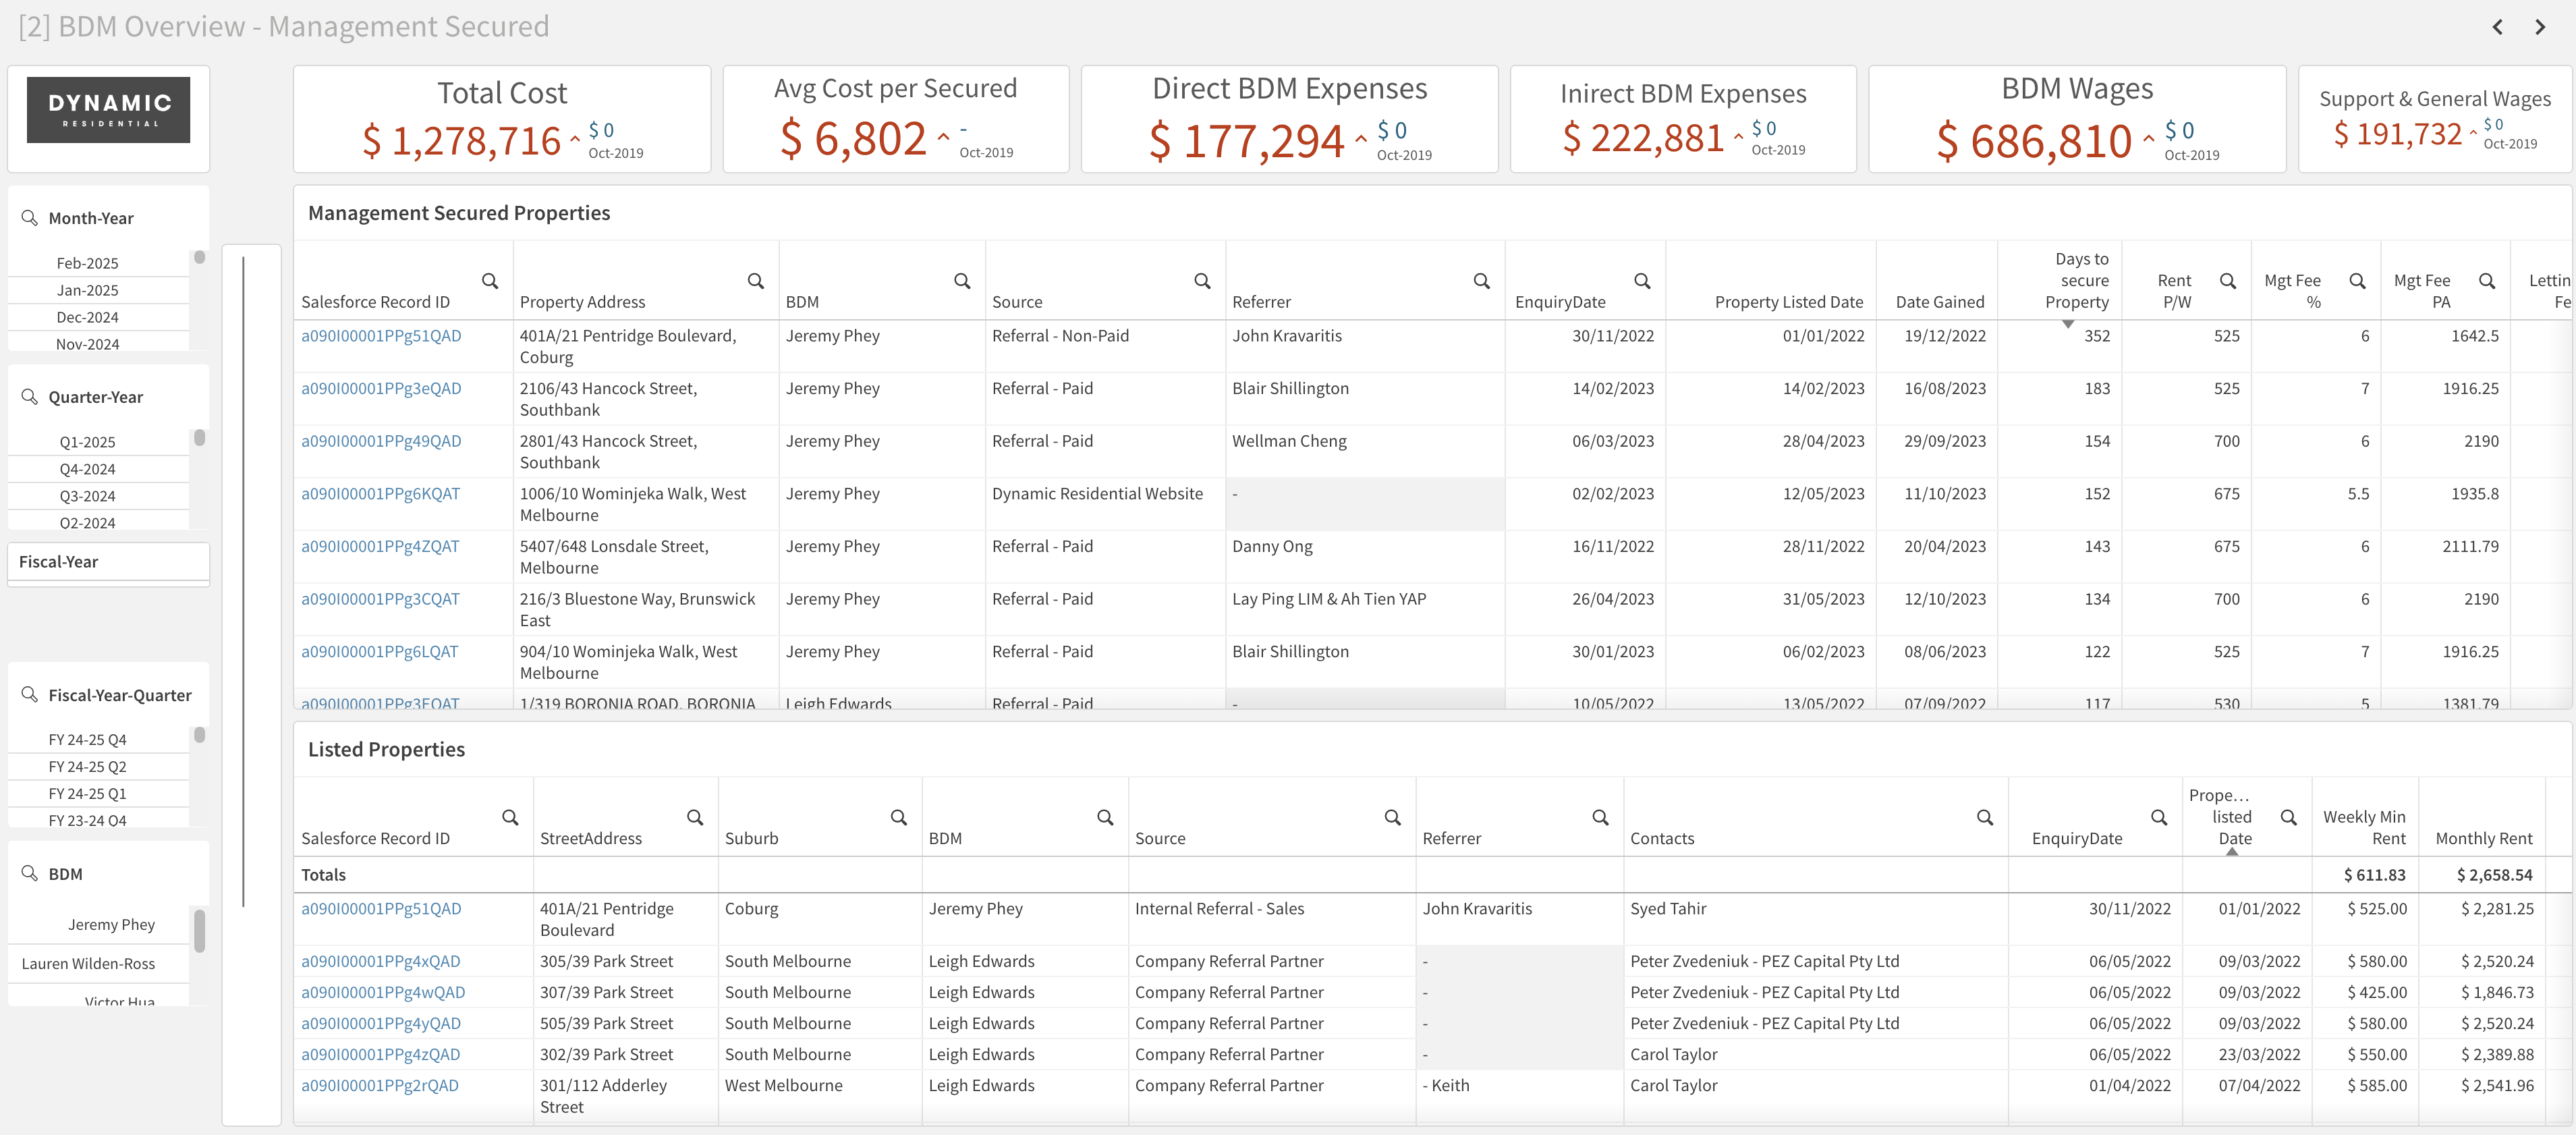 [2] BDM Overview - Management Secured
DYNAMIC
RESIDENTIAL
Total Cost
$ 1,278,716 $ 0
Oct-2019
Avg Cost per Secured
$ 6,802 -
Oct-2019
Direct BDM Expenses
$ 177,294 $ 0
Oct-2019
Inirect BDM Expenses
$ 222,881 $ 0
Oct-2019
BDM Wages
$ 686,810 $ 0
Oct-2019
Support & General Wages
$ 191,732 $ 0
Oct-2019
Month-Year
Feb-2025
Jan-2025
Dec-2024
Nov-2024
Quarter-Year
Q1-2025
Q4-2024
Q3-2024
Q2-2024
Fiscal-Year
Fiscal-Year-Quarter
FY 24-25 Q4
FY 24-25 Q2
FY 24-25 Q1
FY 23-24 Q4
BDM
Jeremy Phey
Lauren Wilden-Ross
Victor Hua
Management Secured Properties
Salesforce Record ID Property Address BDM Source Referrer EnquiryDate Property Listed Date Date Gained Days to secure Property Rent P/W Mgt Fee % Mgt Fee PA Lettin Fe
a090I00001PPg51QAD 401A/21 Pentridge Boulevard, Coburg Jeremy Phey Referral - Non-Paid John Kravaritis 30/11/2022 01/01/2022 19/12/2022 352 525 6 1642.5
a090I00001PPg3eQAD 2106/43 Hancock Street, Southbank Jeremy Phey Referral - Paid Blair Shillington 14/02/2023 14/02/2023 16/08/2023 183 525 7 1916.25
a090I00001PPg49QAD 2801/43 Hancock Street, Southbank Jeremy Phey Referral - Paid Wellman Cheng 06/03/2023 28/04/2023 29/09/2023 154 700 6 2190
a090I00001PPg6KQAT 1006/10 Wominjeka Walk, West Melbourne Jeremy Phey Dynamic Residential Website - 02/02/2023 12/05/2023 11/10/2023 152 675 5.5 1935.8
a090I00001PPg4ZQAT 5407/648 Lonsdale Street, Melbourne Jeremy Phey Referral - Paid Danny Ong 16/11/2022 28/11/2022 20/04/2023 143 675 6 2111.79
a090I00001PPg3CQAT 216/3 Bluestone Way, Brunswick East Jeremy Phey Referral - Paid Lay Ping LIM & Ah Tien YAP 26/04/2023 31/05/2023 12/10/2023 134 700 6 2190
a090I00001PPg6LQAT 904/10 Wominjeka Walk, West Melbourne Jeremy Phey Referral - Paid Blair Shillington 30/01/2023 06/02/2023 08/06/2023 122 525 7 1916.25
a090I00001PPg3EQAT 1/319 BORONIA ROAD, BORONIA Leigh Edwards Referral - Paid - 10/05/2022 13/05/2022 07/09/2022 117 530 5 1381.79
Listed Properties
Salesforce Record ID StreetAddress Suburb BDM Source Referrer Contacts EnquiryDate Prope... listed Date Weekly Min Rent Monthly Rent
Totals $ 611.83 $ 2,658.54
a090I00001PPg51QAD 401A/21 Pentridge Boulevard Coburg Jeremy Phey Internal Referral - Sales John Kravaritis Syed Tahir 30/11/2022 01/01/2022 $ 525.00 $ 2,281.25
a090I00001PPg4xQAD 305/39 Park Street South Melbourne Leigh Edwards Company Referral Partner - Peter Zvedeniuk - PEZ Capital Pty Ltd 06/05/2022 09/03/2022 $ 580.00 $ 2,520.24
a090I00001PPg4wQAD 307/39 Park Street South Melbourne Leigh Edwards Company Referral Partner - Peter Zvedeniuk - PEZ Capital Pty Ltd 06/05/2022 09/03/2022 $ 425.00 $ 1,846.73
a090I00001PPg4yQAD 505/39 Park Street South Melbourne Leigh Edwards Company Referral Partner - Peter Zvedeniuk - PEZ Capital Pty Ltd 06/05/2022 09/03/2022 $ 580.00 $ 2,520.24
a090I00001PPg4zQAD 302/39 Park Street South Melbourne Leigh Edwards Company Referral Partner - Carol Taylor 06/05/2022 23/03/2022 $ 550.00 $ 2,389.88
a090I00001PPg2rQAD 301/112 Adderley Street West Melbourne Leigh Edwards Company Referral Partner - Keith Carol Taylor 01/04/2022 07/04/2022 $ 585.00 $ 2,541.96